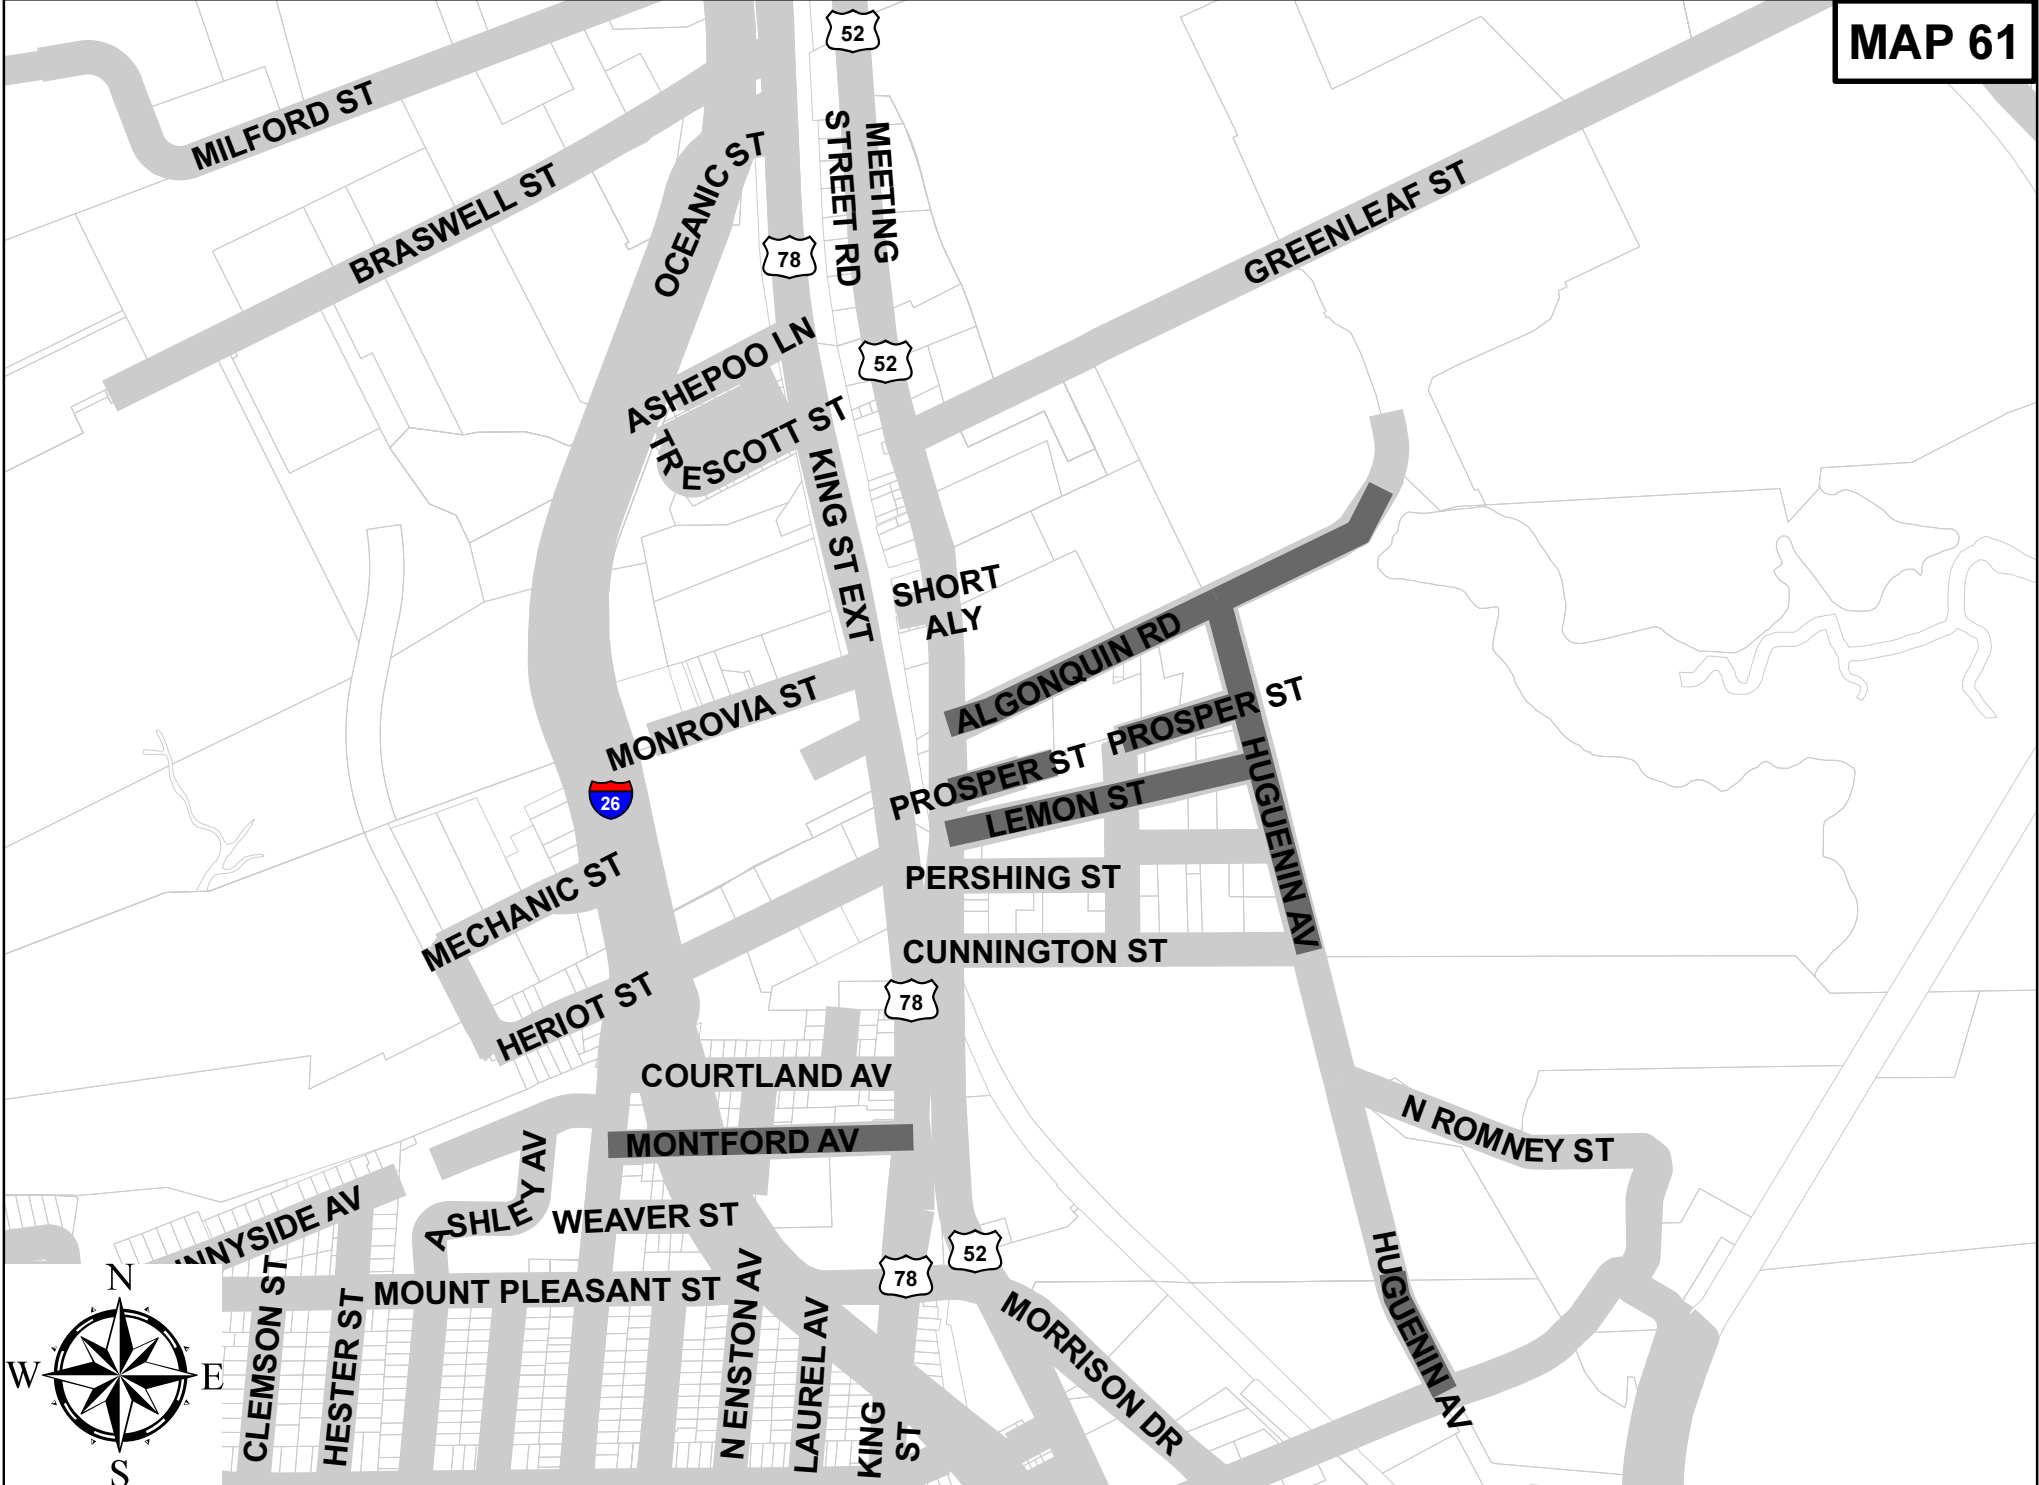 MAP 61
52
MILFORD ST
BRASWELL ST
OCEANIC ST
MEETING
STREET RD
78
GREENLEAF ST
52
ASHEPOO LN
TRESCOTT ST
KING ST EXT
SHORT
ALY
ALGONQUIN RD
MONROVIA ST
PROSPER ST
PROSPER ST
26
LEMON ST
HUGUENIN AV
MECHANIC ST
PERSHING ST
CUNNINGTON ST
HERIOT ST
78
COURTLAND AV
MONTFORD AV
N ROMNEY ST
ASHLEY AV
WEAVER ST
NNYSIDE AV
52
78
MOUNT PLEASANT ST
HUGUENIN AV
MORRISON DR
CLEMSON ST
HESTER ST
N ENSTON AV
LAUREL AV
KING
ST
N
W
E
S